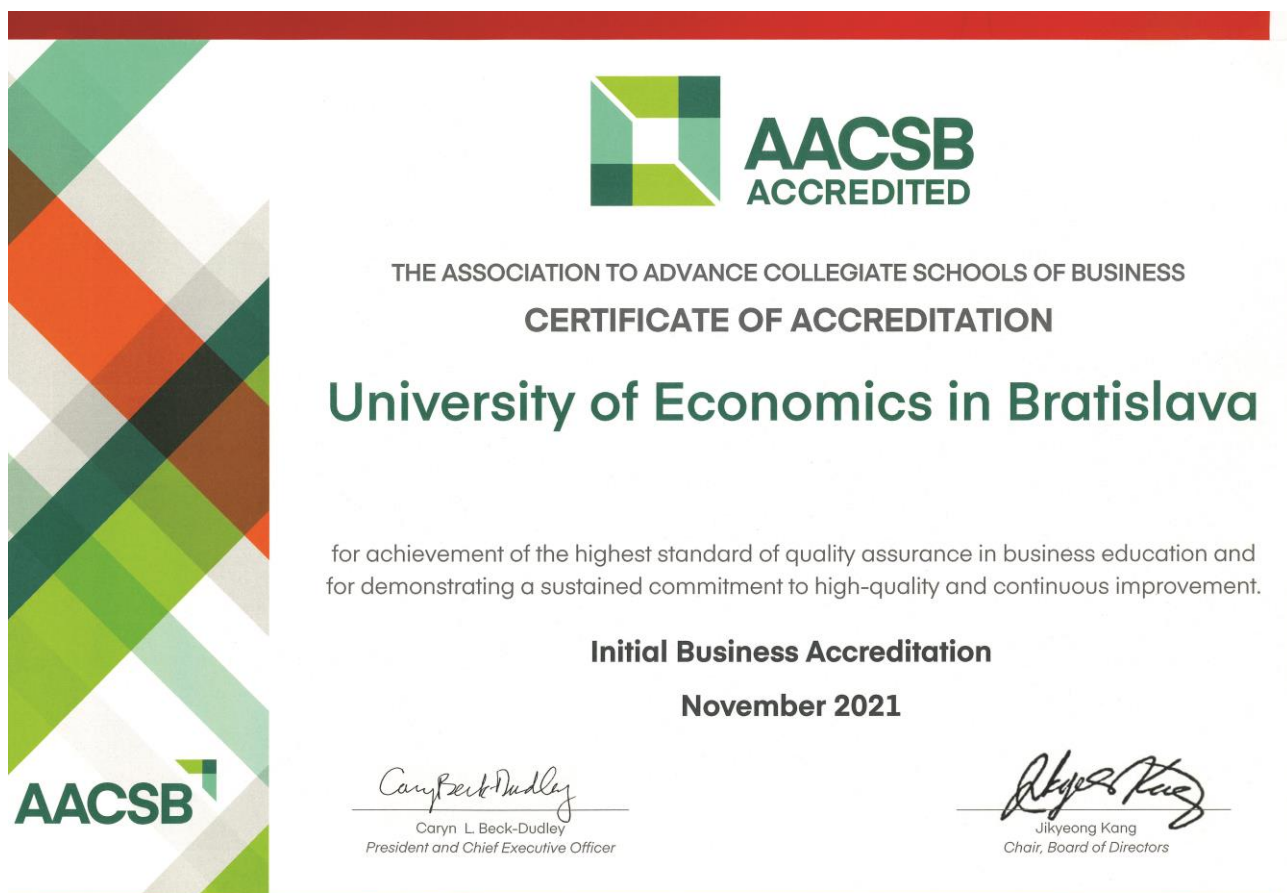 AACSB
ACCREDITED
THE ASSOCIATION TO ADVANCE COLLEGIATE SCHOOLS OF BUSINESS
CERTIFICATE OF ACCREDITATION
University of Economics in Bratislava
for achievement of the highest standard of quality assurance in business education and
for demonstrating a sustained commitment to high-quality and continuous improvement.
Initial Business Accreditation
November 2021
AACSB
Caryn L. Beck-Dudley
President and Chief Executive Officer
Jikyeong Kang
Chair, Board of Directors